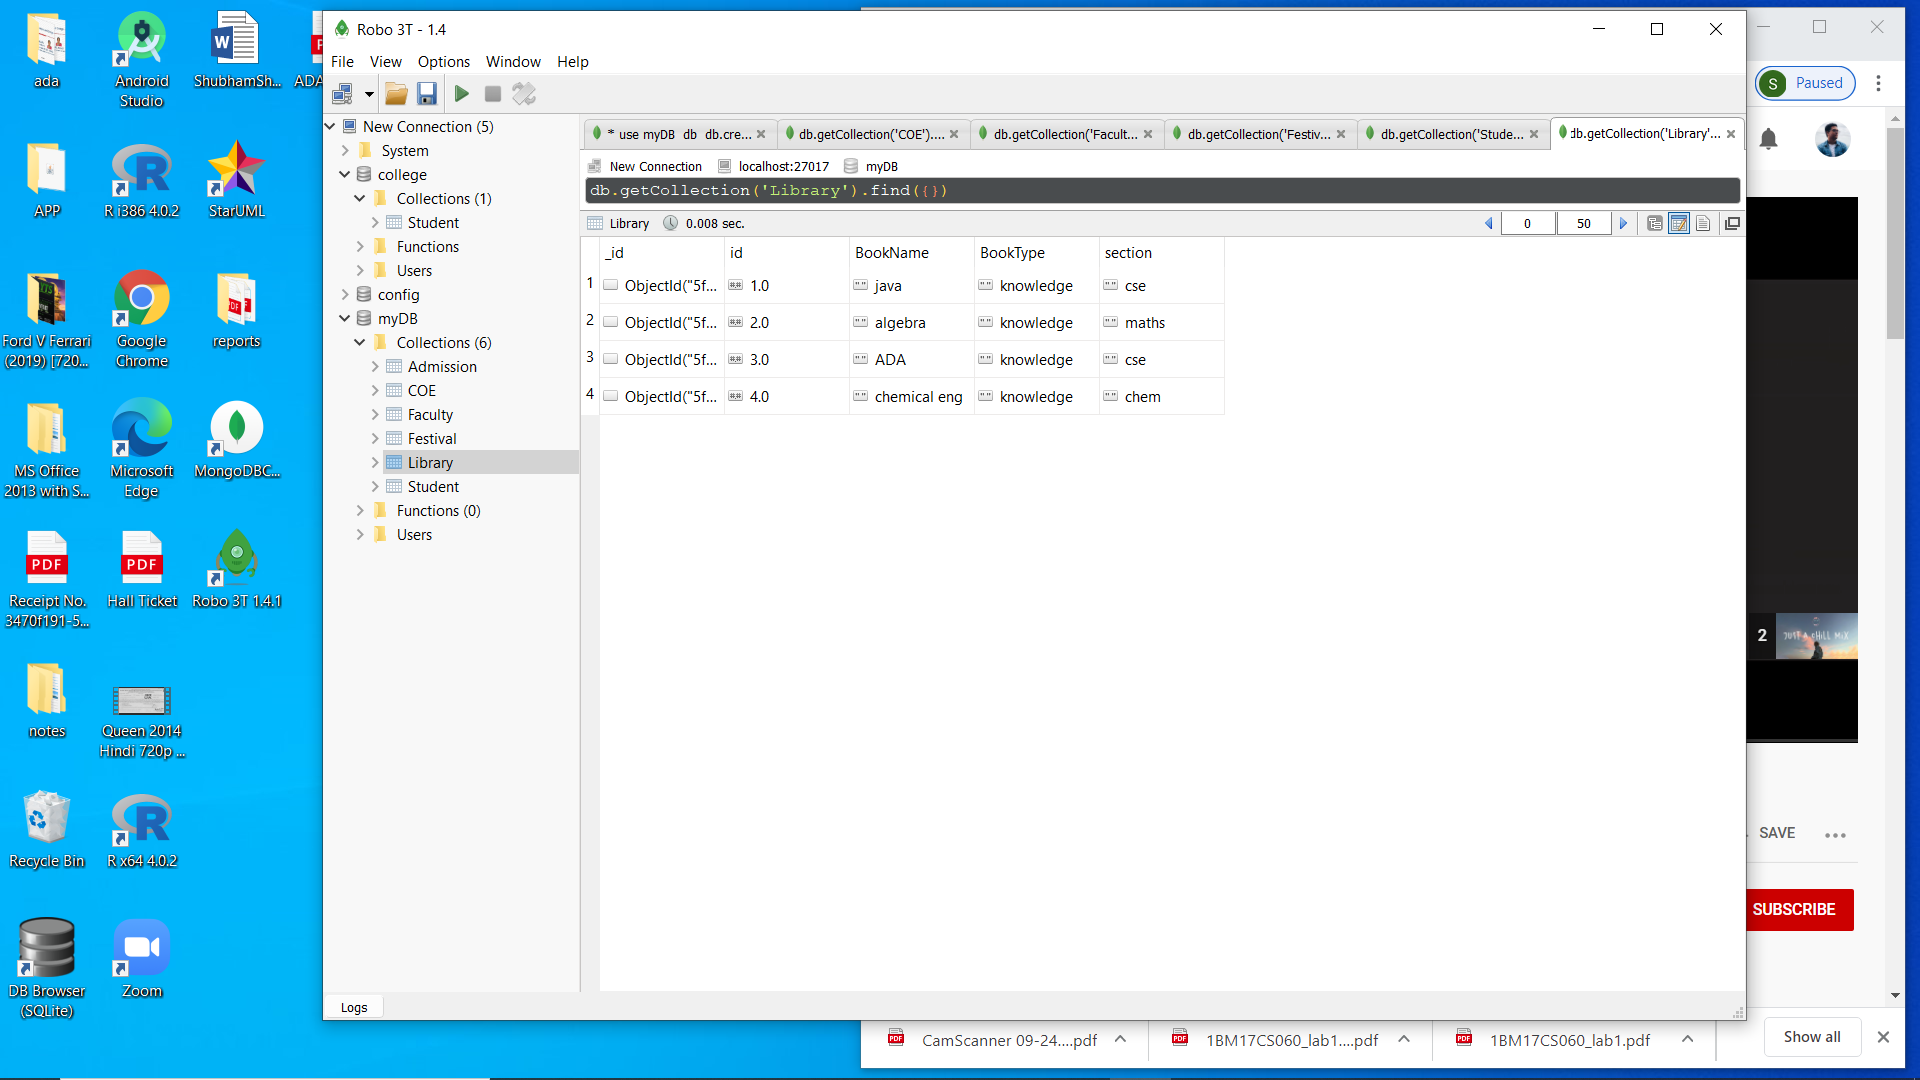 ada
Android
Studio
ShubhamSh...
APP
R i386 4.0.2
StarUML
Ford V Ferrari
(2019) [720...
Google
Chrome
reports
MS Office
2013 with S...
Microsoft
Edge
MongoDBC...
PDF
Receipt No.
3470f191-5...
PDF
Hall Ticket
Robo 3T 1.4.1
notes
Queen 2014
Hindi 720p ...
Recycle Bin
R x64 4.0.2
DB Browser
(SQLite)
Zoom
ADA
Robo 3T - 1.4
File View Options Window Help
New Connection (5)
System
college
Collections (1)
Student
Functions
Users
config
myDB
Collections (6)
Admission
COE
Faculty
Festival
Library
Student
Functions (0)
Users
Logs
* use myDB db db.cre...
db.getCollection('COE')....
db.getCollection('Facult...
db.getCollection('Festiv...
db.getCollection('Stude...
db.getCollection('Library'...
New Connection localhost:27017 myDB
db.getCollection('Library').find({})
Library 0.008 sec. 0 50
_id id BookName BookType section
1 ObjectId("5f... 1.0 java knowledge cse
2 ObjectId("5f... 2.0 algebra knowledge maths
3 ObjectId("5f... 3.0 ADA knowledge cse
4 ObjectId("5f... 4.0 chemical eng knowledge chem
S Paused
2
JUST A CHILL MIX
SAVE
SUBSCRIBE
CamScanner 09-24....pdf
1BM17CS060_lab1....pdf
1BM17CS060_lab1.pdf
Show all